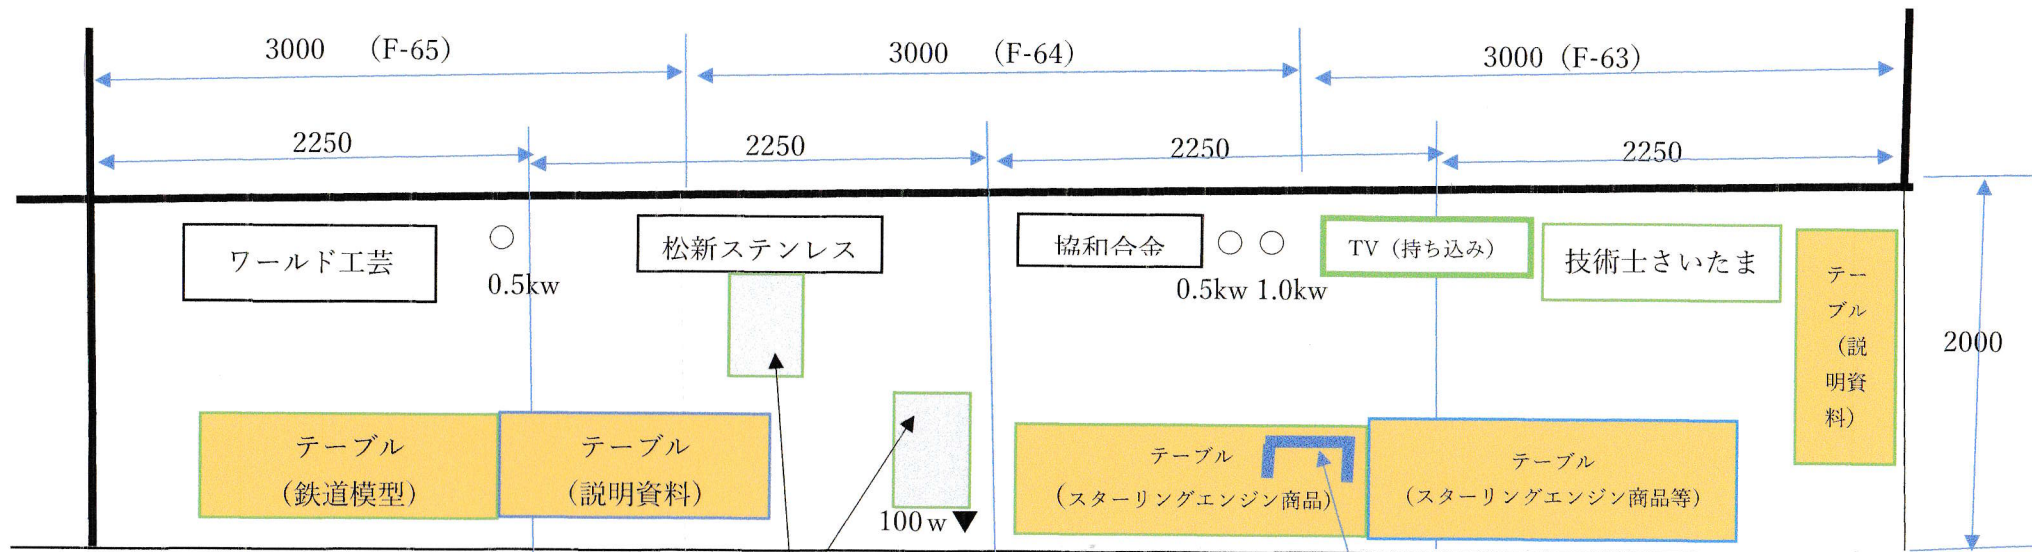 3000 （F-65）
3000 （F-64）
3000（F-63）
2250
2250
2250
2250
ワールド工芸
0.5kw
松新ステンレス
協和合金
0.5kw 1.0kw
TV（持ち込み）
技術士さいたま
テー
ブル
（説
明資
料）
2000
テーブル
（鉄道模型）
テーブル
（説明資料）
100ｗ▼
テーブル
（スターリングエンジン商品）
テーブル
（スターリングエンジン商品等）